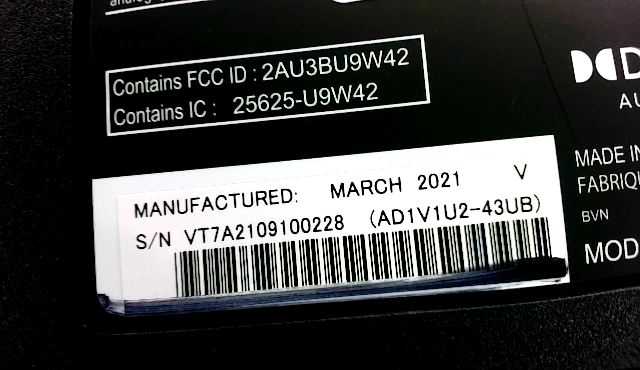 Contains FCC ID : 2AU3BU9W42
Contains IC : 25625-U9W42
MANUFACTURED: MARCH 2021 V
S/N VT7A2109100228 (AD1V1U2-43UB)
MADE IN
FABRIQU
BVN
MOD